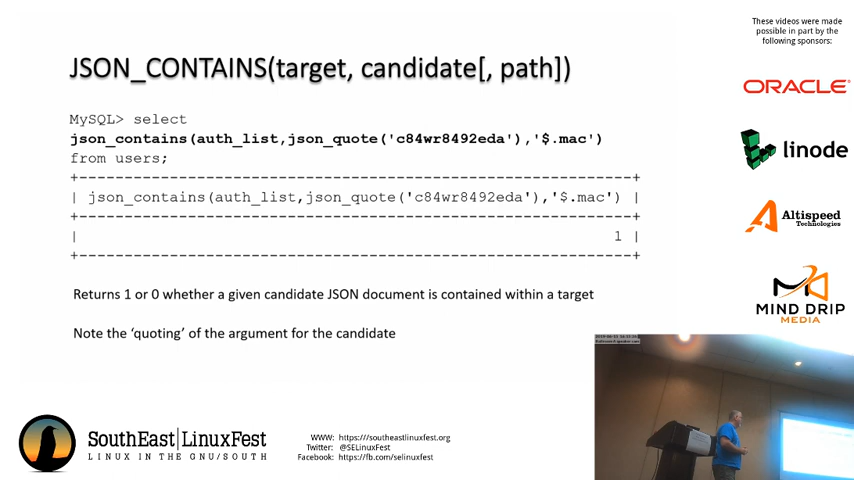 JSON_CONTAINS(target, candidate[, path])
MySQL> select
json_contains(auth_list,json_quote('c84wr8492eda'),'$.mac')
from users;
+---------------------------------------------------------------+
| json_contains(auth_list,json_quote('c84wr8492eda'),'$.mac') |
+---------------------------------------------------------------+
| 1 |
+---------------------------------------------------------------+
Returns 1 or 0 whether a given candidate JSON document is contained within a target
Note the 'quoting' of the argument for the candidate
These videos were made
possible in part by the
following sponsors:
ORACLE®
linode
Altispeed
Technologies
MIND DRIP
MEDIA
SouthEast|LinuxFest
LINUX IN THE GNU/SOUTH
WWW: https:///southeastlinuxfest.org
Twitter: @SELinuxFest
Facebook: https://fb.com/selinuxfest